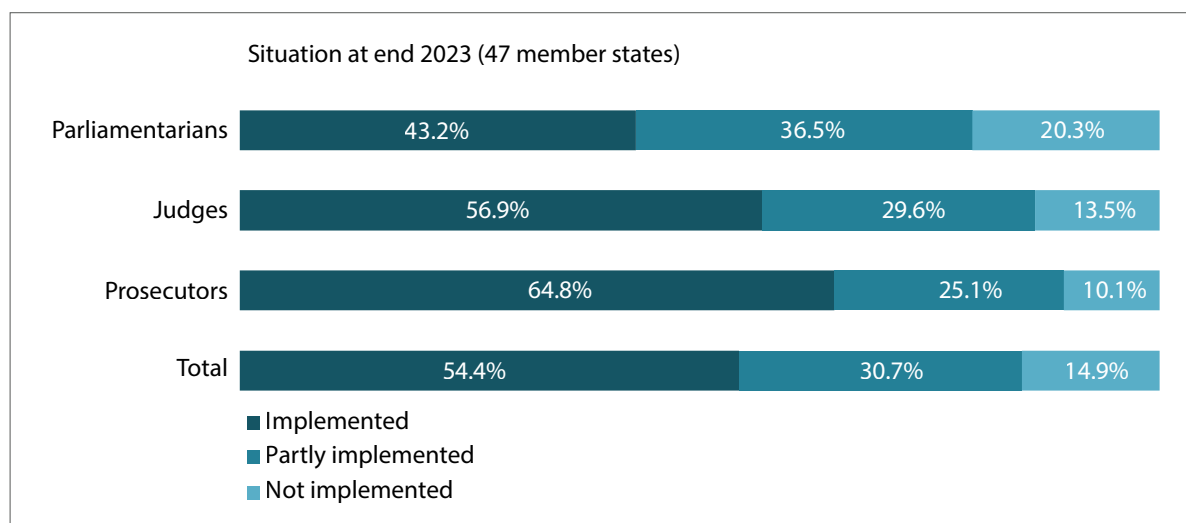 Situation at end 2023 (47 member states)
Parliamentarians 43.2% 36.5% 20.3%
Judges 56.9% 29.6% 13.5%
Prosecutors 64.8% 25.1% 10.1%
Total 54.4% 30.7% 14.9%
Implemented
Partly implemented
Not implemented